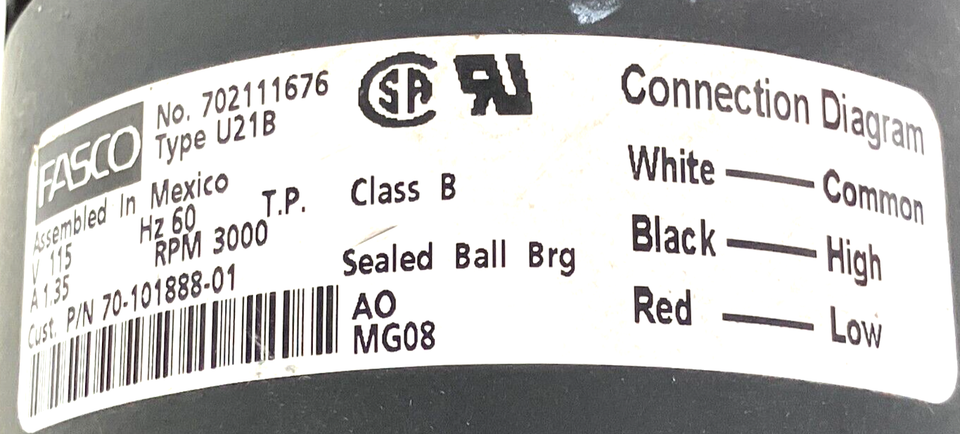 FASCO
No. 702111676
Type U21B
Assembled In Mexico
V 115 Hz 60 T.P.
A 1.35 RPM 3000
Cust. P/N 70-101888-01
Class B
Sealed Ball Brg
AO
MG08
Connection Diagram
White — Common
Black — High
Red — Low